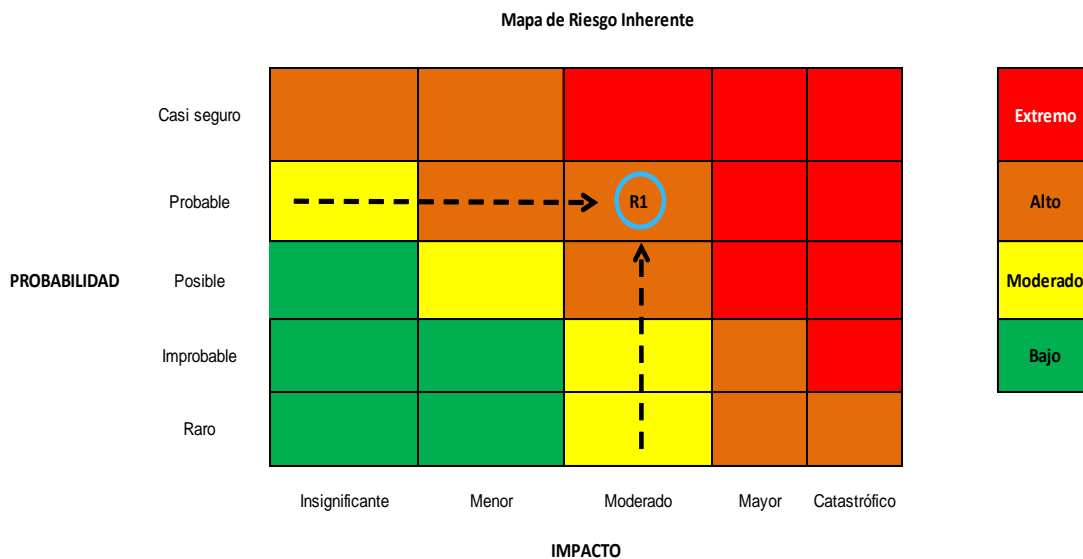 Mapa de Riesgo Inherente
Casi seguro
Extremo
Probable
R1
Alto
PROBABILIDAD
Posible
Moderado
Improbable
Bajo
Raro
Insignificante
Menor
Moderado
Mayor
Catastrófico
IMPACTO